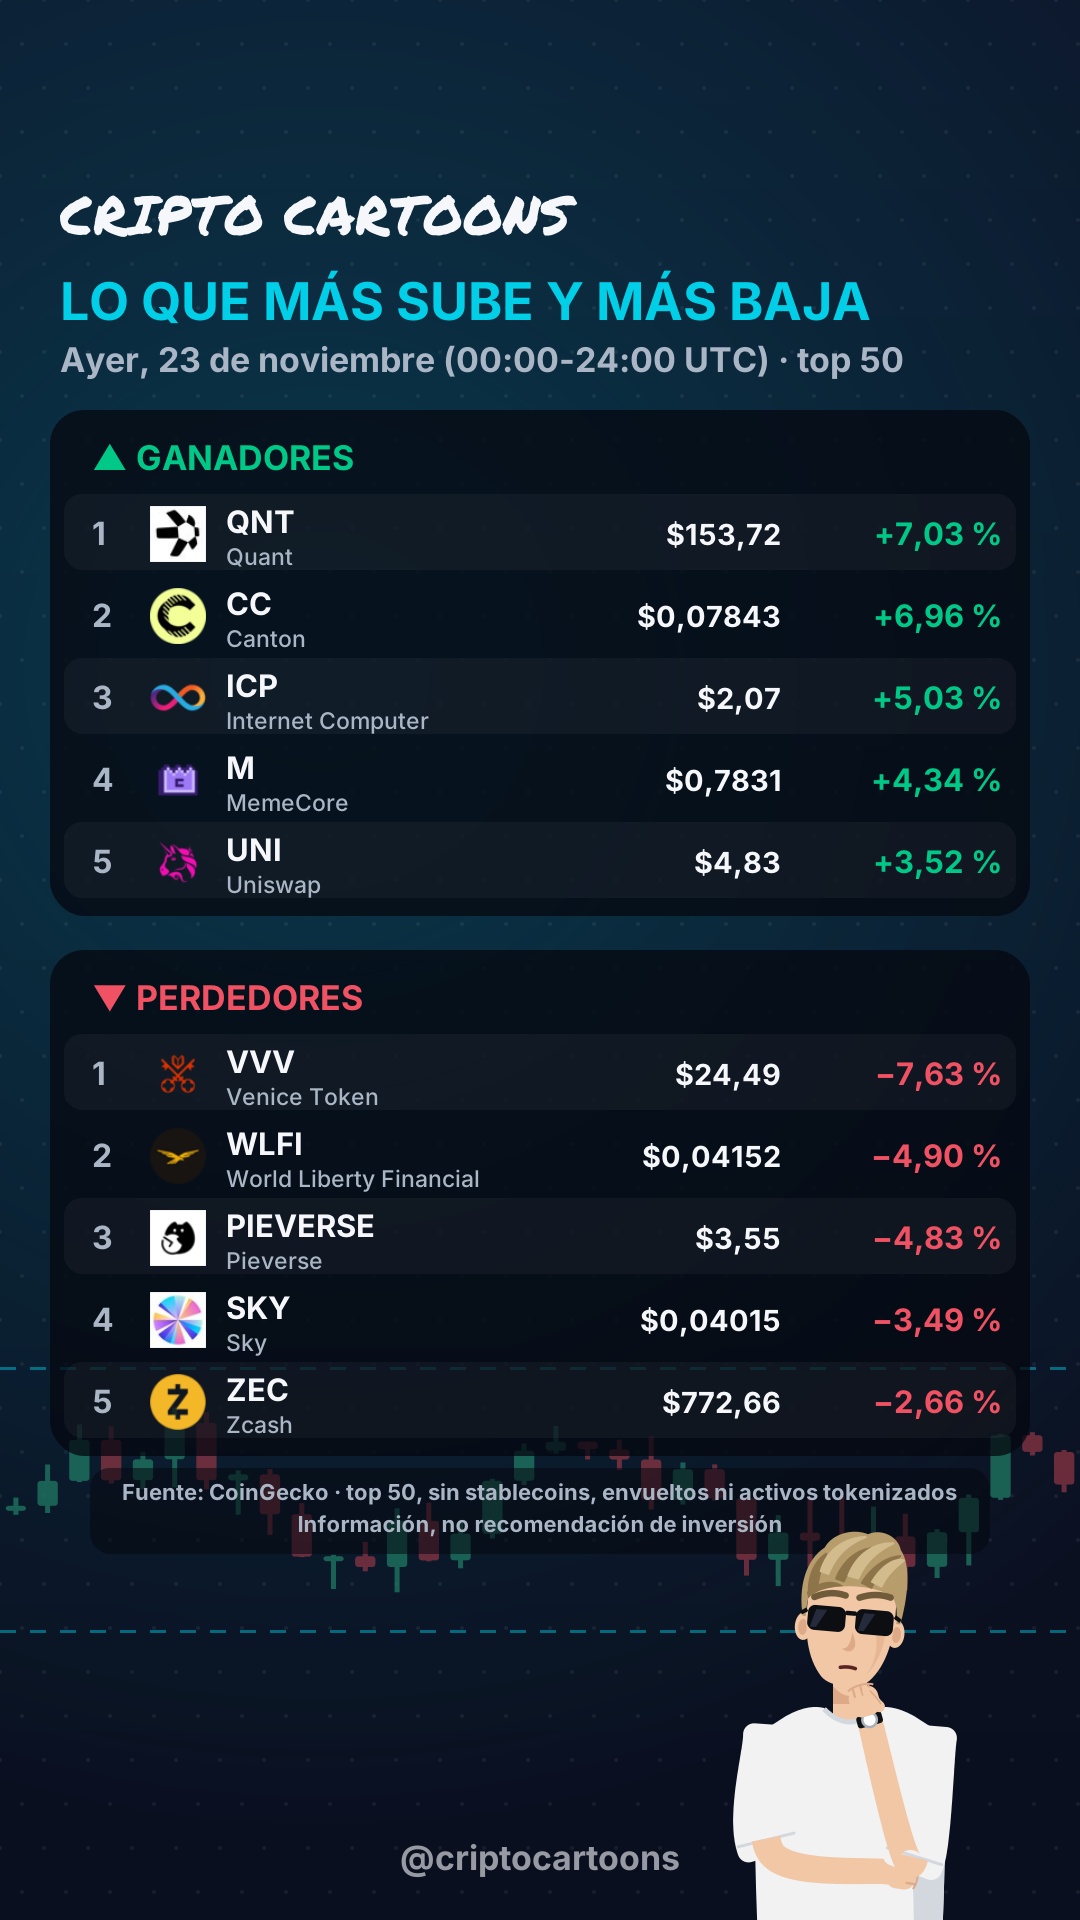 CRIPTO CARTOONS
LO QUE MÁS SUBE Y MÁS BAJA
Ayer, 23 de noviembre (00:00-24:00 UTC) · top 50
▲ GANADORES
1 QNT $153,72 +7,03 %
Quant
2 CC $0,07843 +6,96 %
Canton
3 ICP $2,07 +5,03 %
Internet Computer
4 M $0,7831 +4,34 %
MemeCore
5 UNI $4,83 +3,52 %
Uniswap
▼ PERDEDORES
1 VVV $24,49 −7,63 %
Venice Token
2 WLFI $0,04152 −4,90 %
World Liberty Financial
3 PIEVERSE $3,55 −4,83 %
Pieverse
4 SKY $0,04015 −3,49 %
Sky
5 ZEC $772,66 −2,66 %
Zcash
Fuente: CoinGecko · top 50, sin stablecoins, envueltos ni activos tokenizados
Información, no recomendación de inversión
@criptocartoons